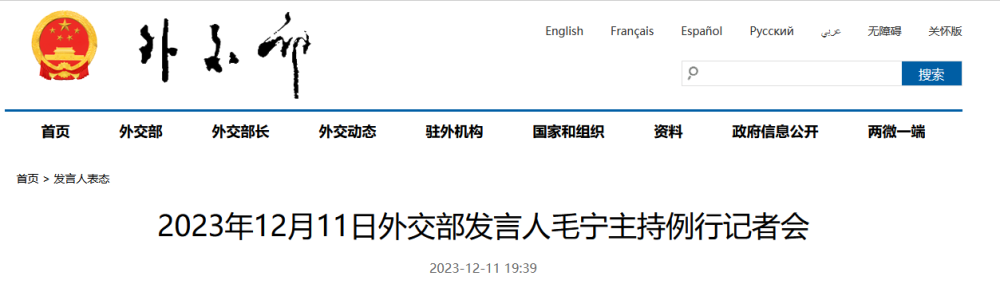 外交部
English Français Español Русский عربي 无障碍 关怀版
搜索
首页 外交部 外交部长 外交动态 驻外机构 国家和组织 资料 政府信息公开 两微一端
首页 > 发言人表态
2023年12月11日外交部发言人毛宁主持例行记者会
2023-12-11 19:39